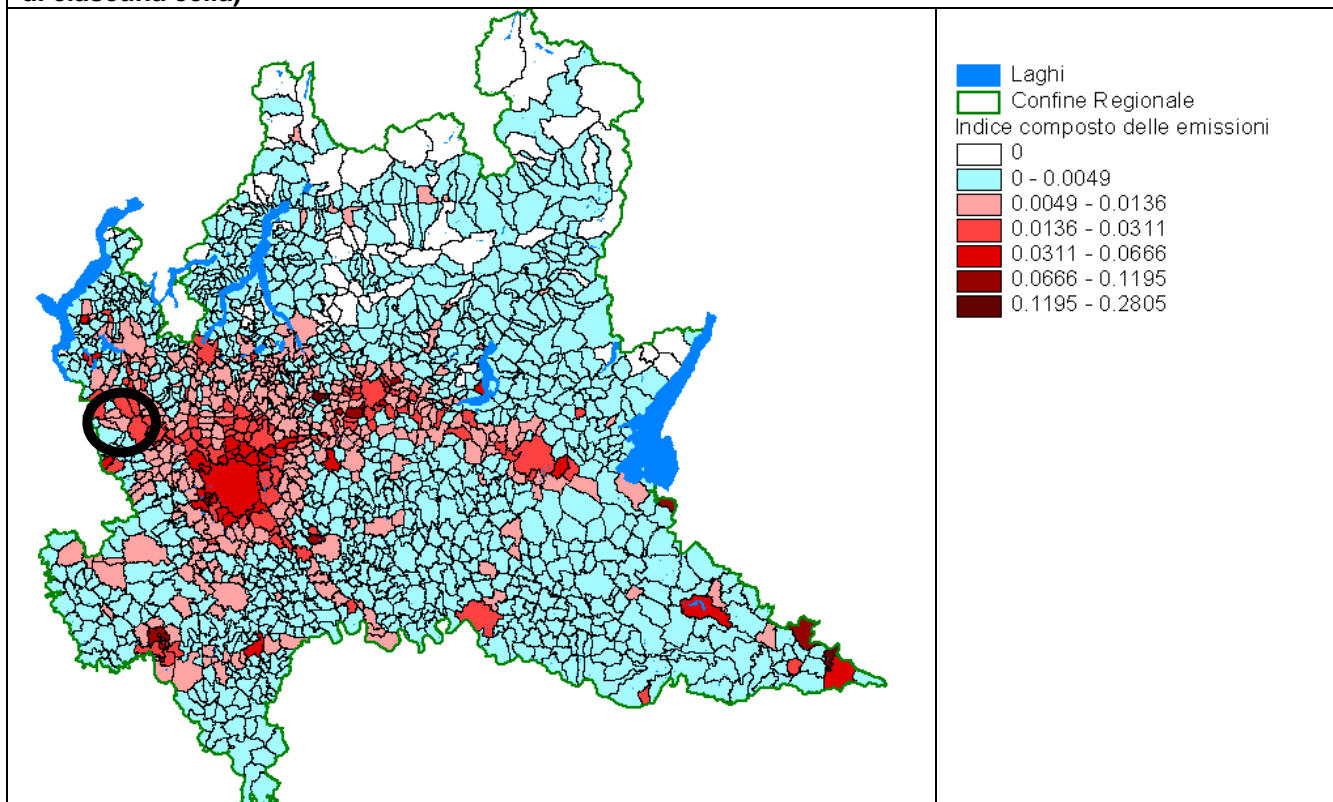 Laghi
Confine Regionale
Indice composto delle emissioni
0
0 - 0.0049
0.0049 - 0.0136
0.0136 - 0.0311
0.0311 - 0.0666
0.0666 - 0.1195
0.1195 - 0.2805